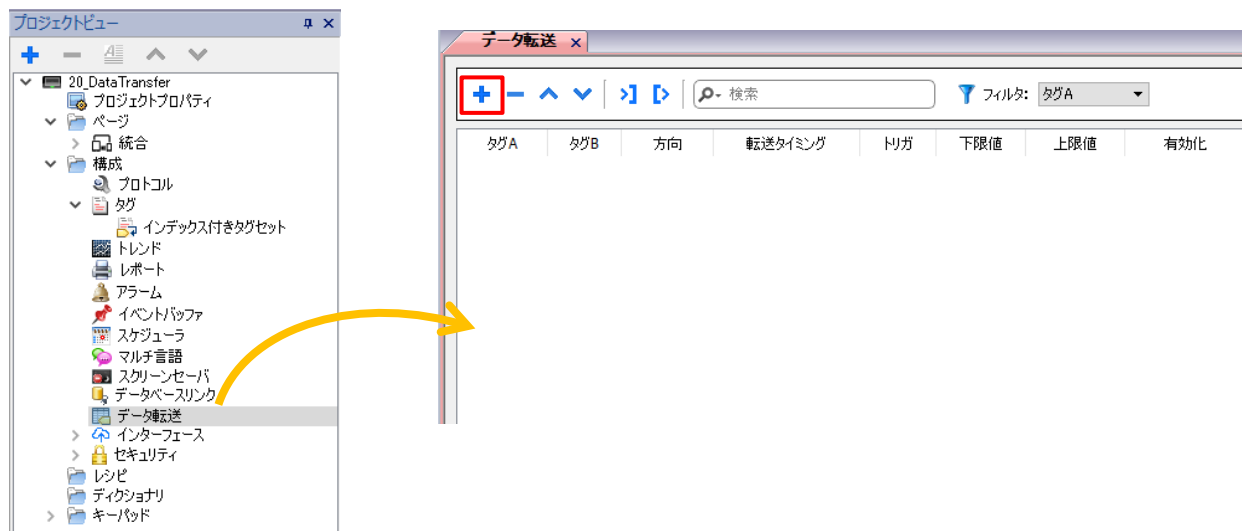 プロジェクトビュー
20_DataTransfer
プロジェクトプロパティ
ページ
統合
構成
プロトコル
タグ
インデックス付きタグセット
トレンド
レポート
アラーム
イベントバッファ
スケジューラ
マルチ言語
スクリーンセーバ
データベースリンク
データ転送
インターフェース
セキュリティ
レシピ
ディクショナリ
キーパッド
データ転送
検索 フィルタ: タグA
タグA タグB 方向 転送タイミング トリガ 下限値 上限値 有効化